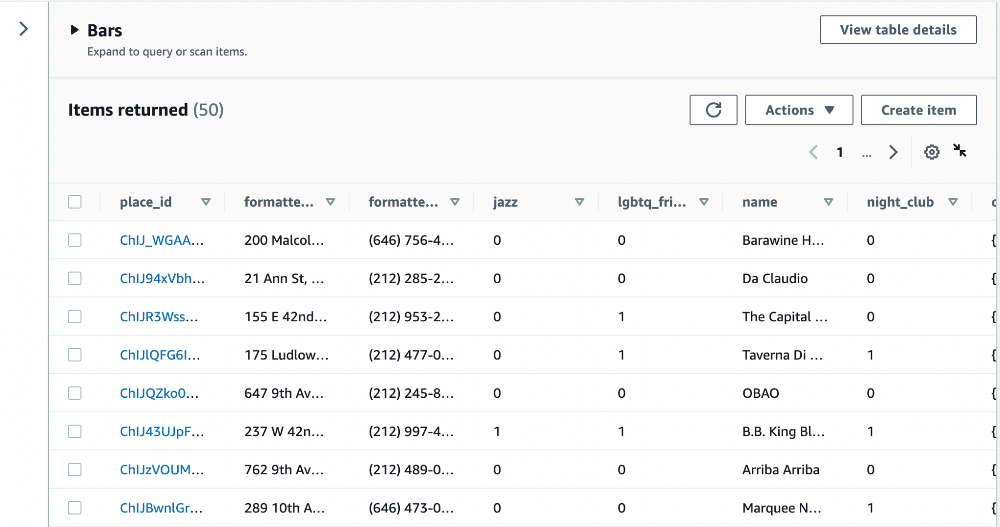 Bars
View table details
Expand to query or scan items.
Items returned (50)
Actions
Create item
1 ...
place_id formatte... formatte... jazz lgbtq_fri... name night_club
ChIJ_WGAA... 200 Malcol... (646) 756-4... 0 0 Barawine H... 0 {
ChIJ94xVbh... 21 Ann St, ... (212) 285-2... 0 0 Da Claudio 0 {
ChIJR3Wss... 155 E 42nd... (212) 953-2... 0 1 The Capital ... 0 {
ChIJlQFG6I... 175 Ludlow... (212) 477-0... 0 1 Taverna Di ... 1 {
ChIJQZko0... 647 9th Av... (212) 245-8... 0 0 OBAO 0 {
ChIJ43UJpF... 237 W 42n... (212) 997-4... 1 1 B.B. King Bl... 1 {
ChIJzVOUM... 762 9th Av... (212) 489-0... 0 0 Arriba Arriba 0 {
ChIJBwnlGr... 289 10th A... (646) 473-0... 0 0 Marquee N... 1 {